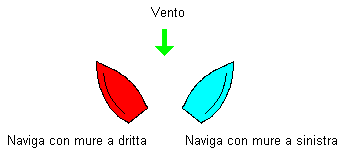 Vento
Naviga con mure a dritta
Naviga con mure a sinistra